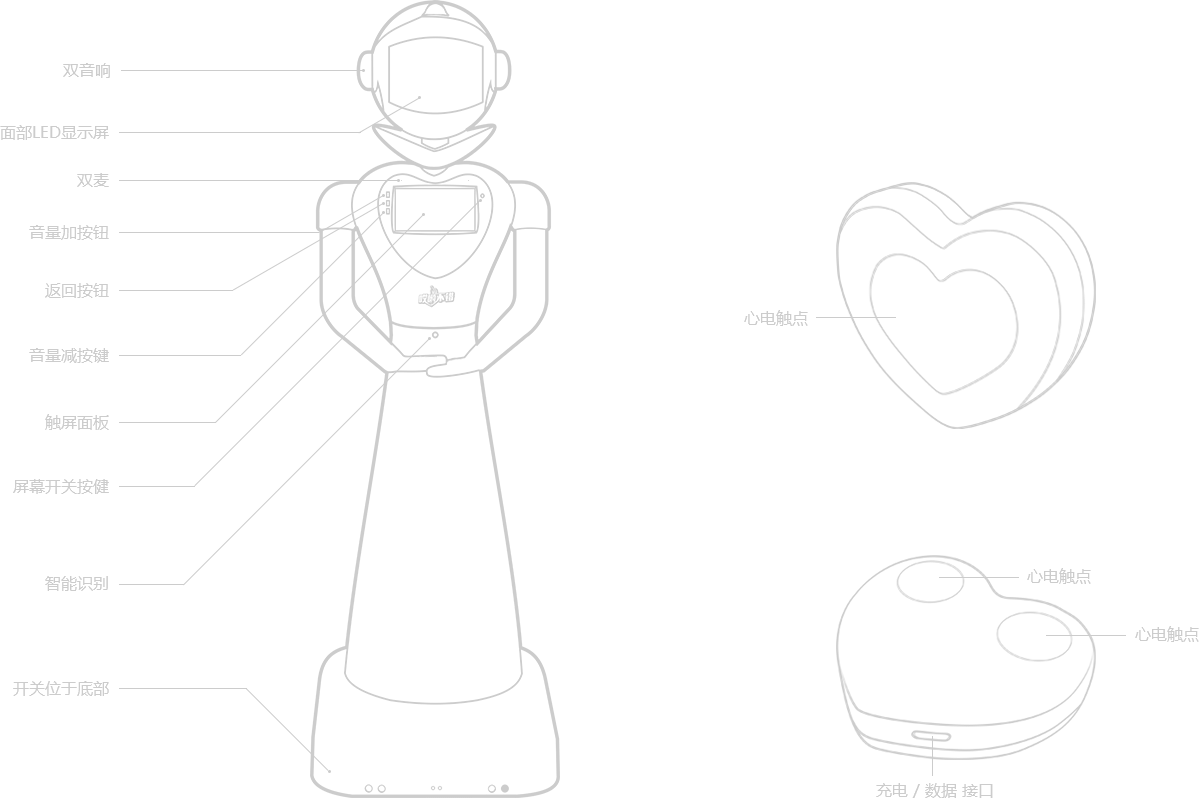 双音响
面部LED显示屏
双麦
音量加按钮
返回按钮
音量减按键
触屏面板
屏幕开关按健
智能识别
开关位于底部
心电触点
心电触点
心电触点
充电 / 数据 接口